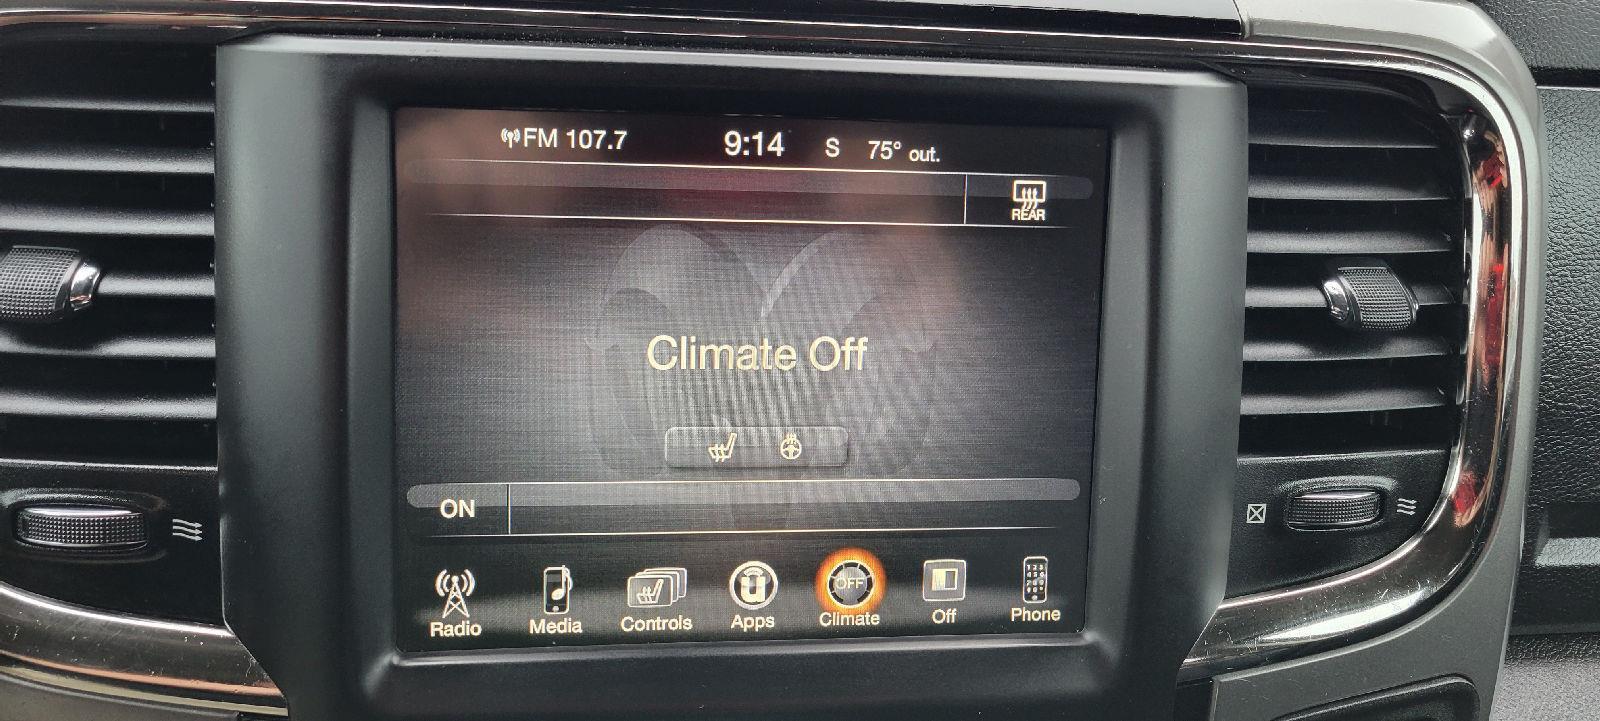 FM 107.7 9:14 S 75° out.
REAR
Climate Off
ON
OFF
Radio Media Controls Apps Climate Off Phone